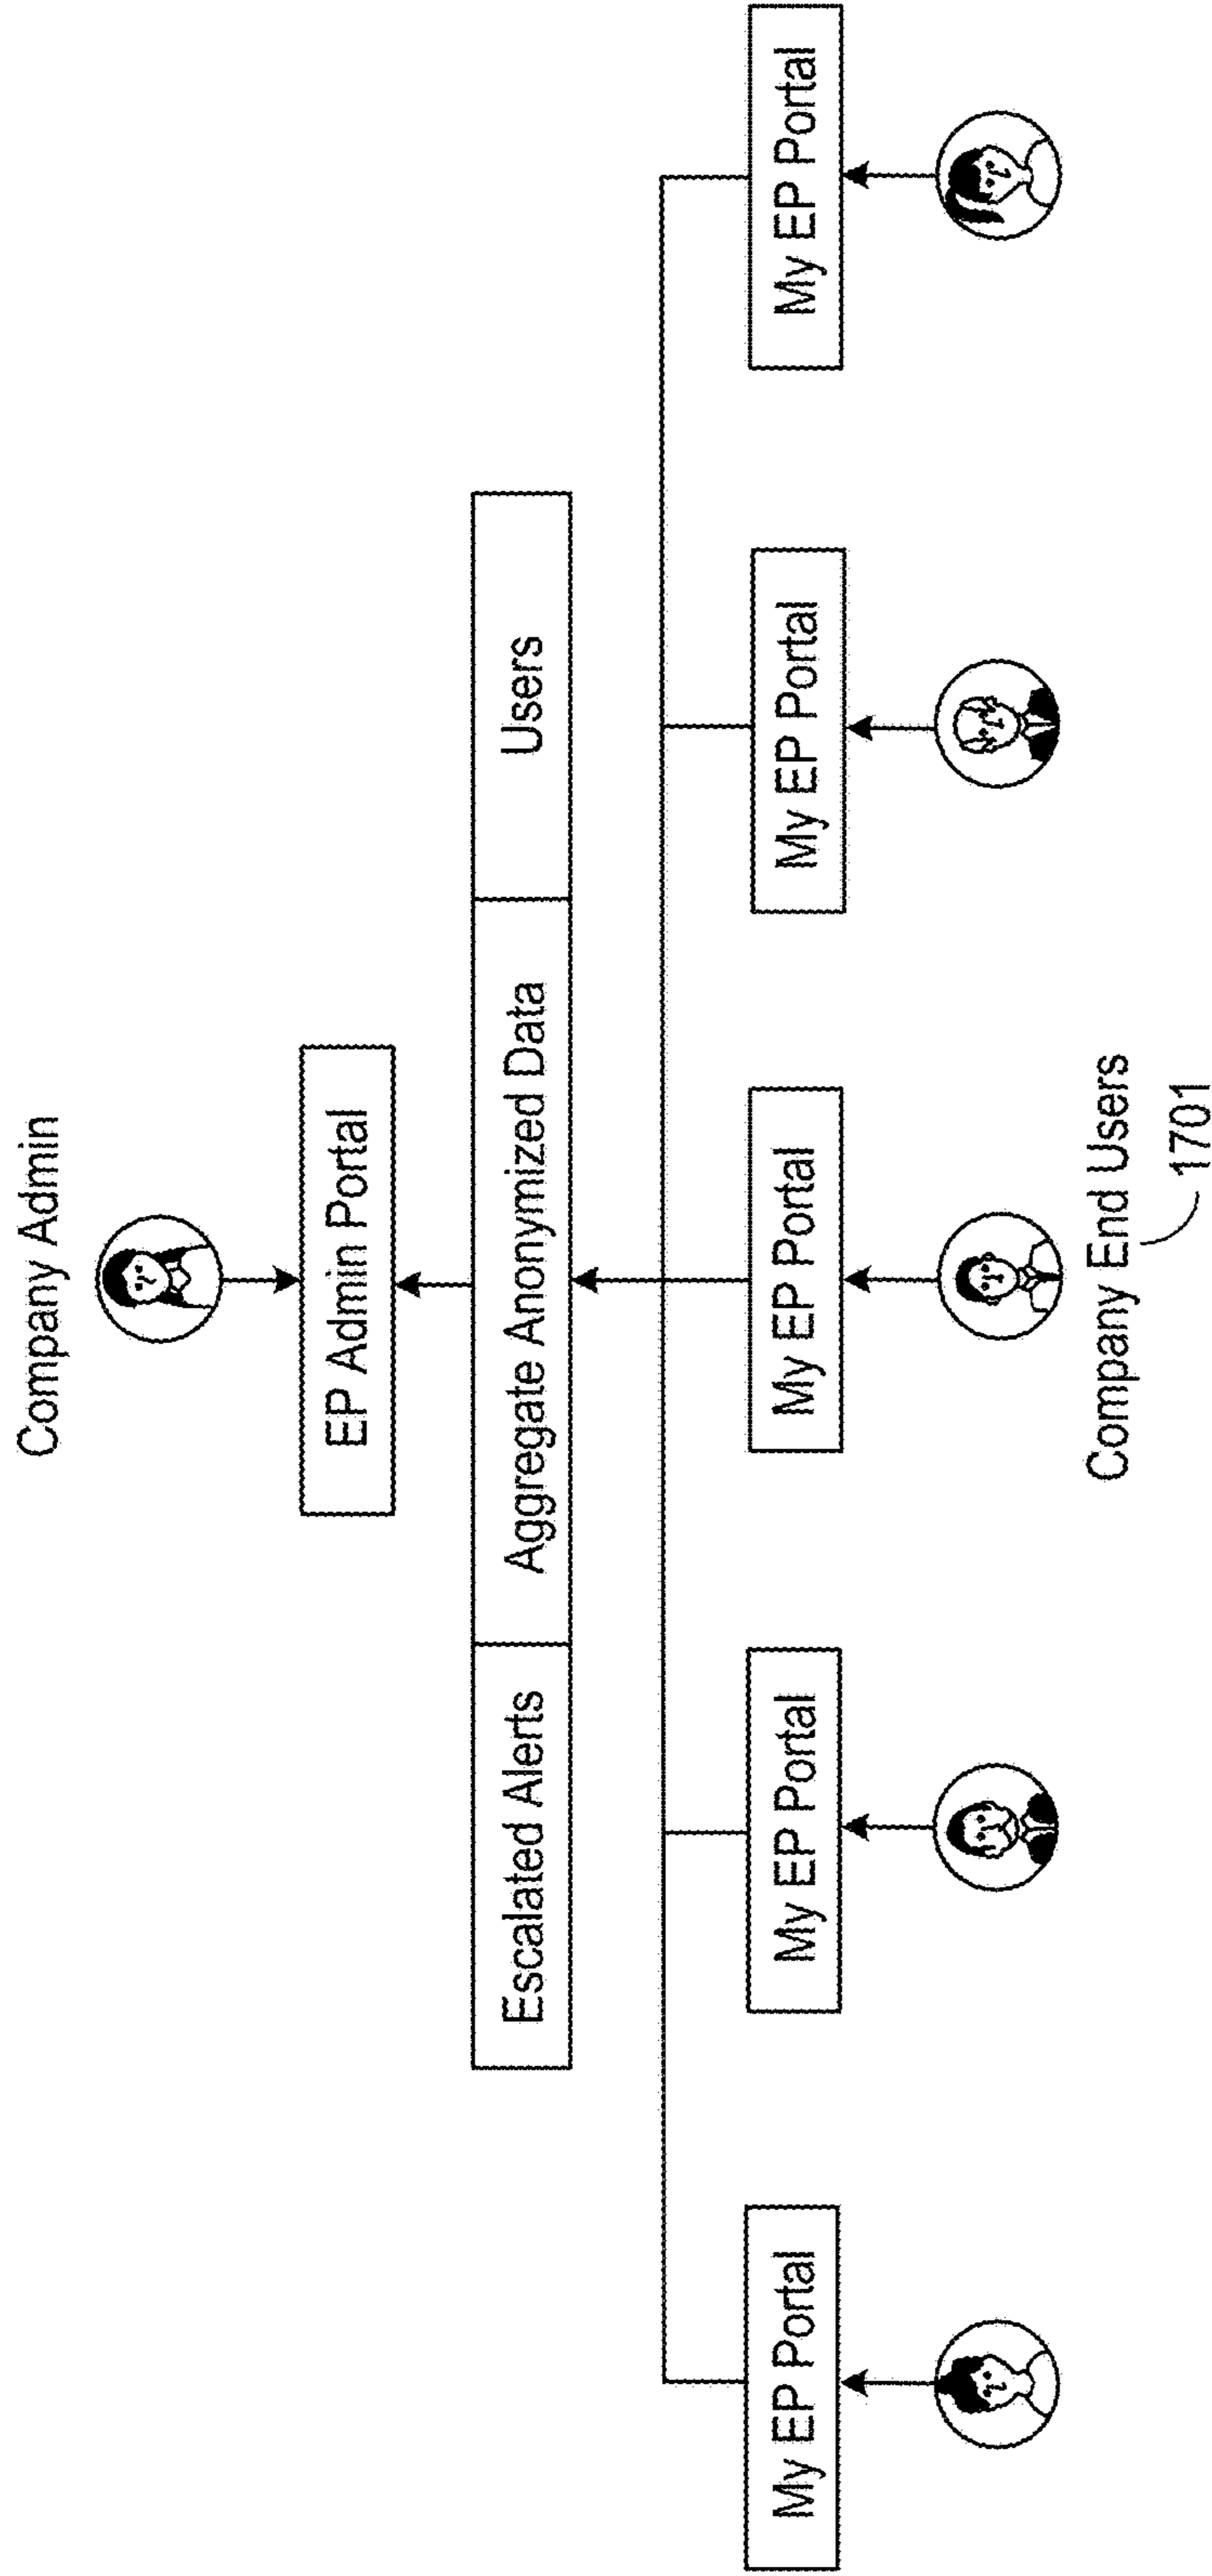 Company Admin
EP Admin Portal
Escalated Alerts
Aggregate Anonymized Data
Users
My EP Portal
My EP Portal
My EP Portal
My EP Portal
My EP Portal
Company End Users
1701